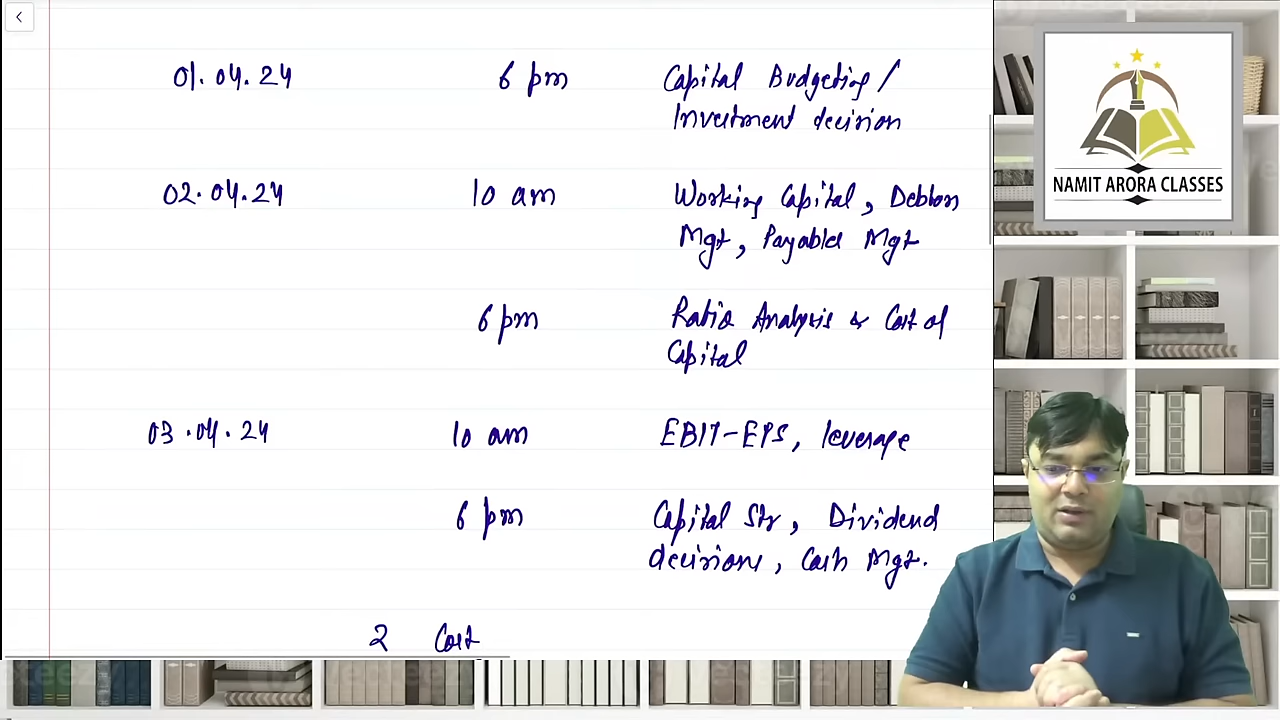 01.04.24 6 pm Capital Budgeting /
Investment decision
02.04.24 10 am Working Capital, Debtors
Mgt, Payables Mgt
6 pm Ratio Analysis & Cost of
Capital
03.04.24 10 am EBIT-EPS, leverage
6 pm Capital Str, Dividend
decisions, Cash Mgt.
2 Cost
NAMIT ARORA CLASSES